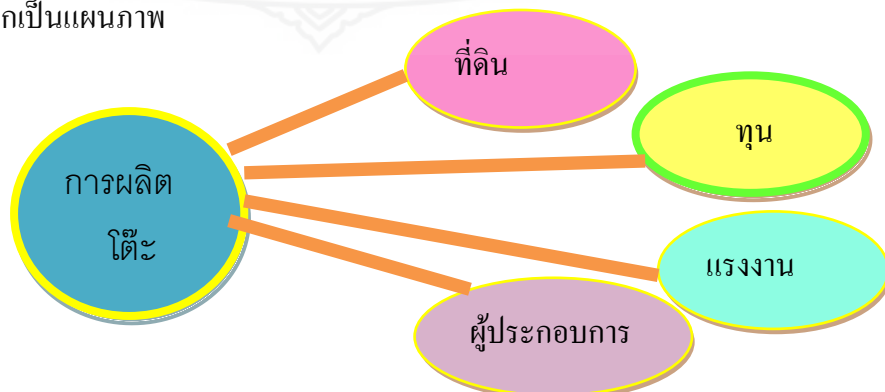 กเป็นแผนภาพ
ที่ดิน
ทุน
การผลิต
โต๊ะ
แรงงาน
ผู้ประกอบการ